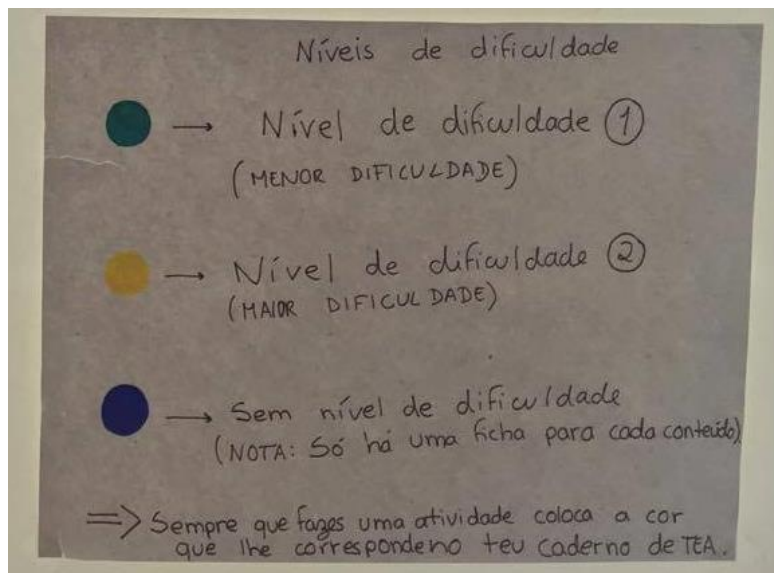 Níveis de dificuldade
→ Nível de dificuldade 1
(MENOR DIFICULDADE)
→ Nível de dificuldade 2
(MAIOR DIFICULDADE)
→ Sem nível de dificuldade
(NOTA: Só há uma ficha para cada conteúdo)
=> Sempre que fazes uma atividade coloca a cor
que lhe corresponde no teu caderno de TEA.